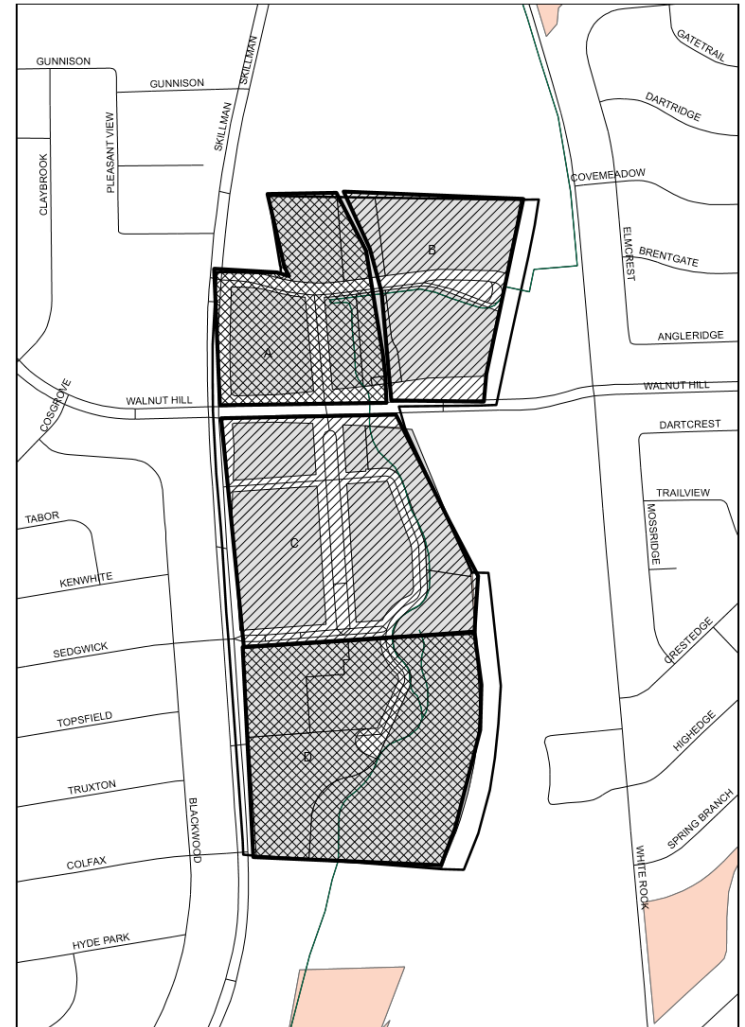 GATETRAIL
SKILLMAN
GUNNISON
GUNNISON
DARTRIDGE
SKILLMAN
PLEASANT VIEW
CLAYBROOK
COVEMEADOW
B
ELMCREST
BRENTGATE
ANGLERIDGE
A
WALNUT HILL
WALNUT HILL
COSGROVE
DARTCREST
TRAILVIEW
TABOR
MOSSRIDGE
C
KENWHITE
SEDGWICK
CRESTEDGE
TOPSFIELD
HIGHEDGE
D
TRUXTON
SPRING BRANCH
BLACKWOOD
COLFAX
WHITE ROCK
HYDE PARK